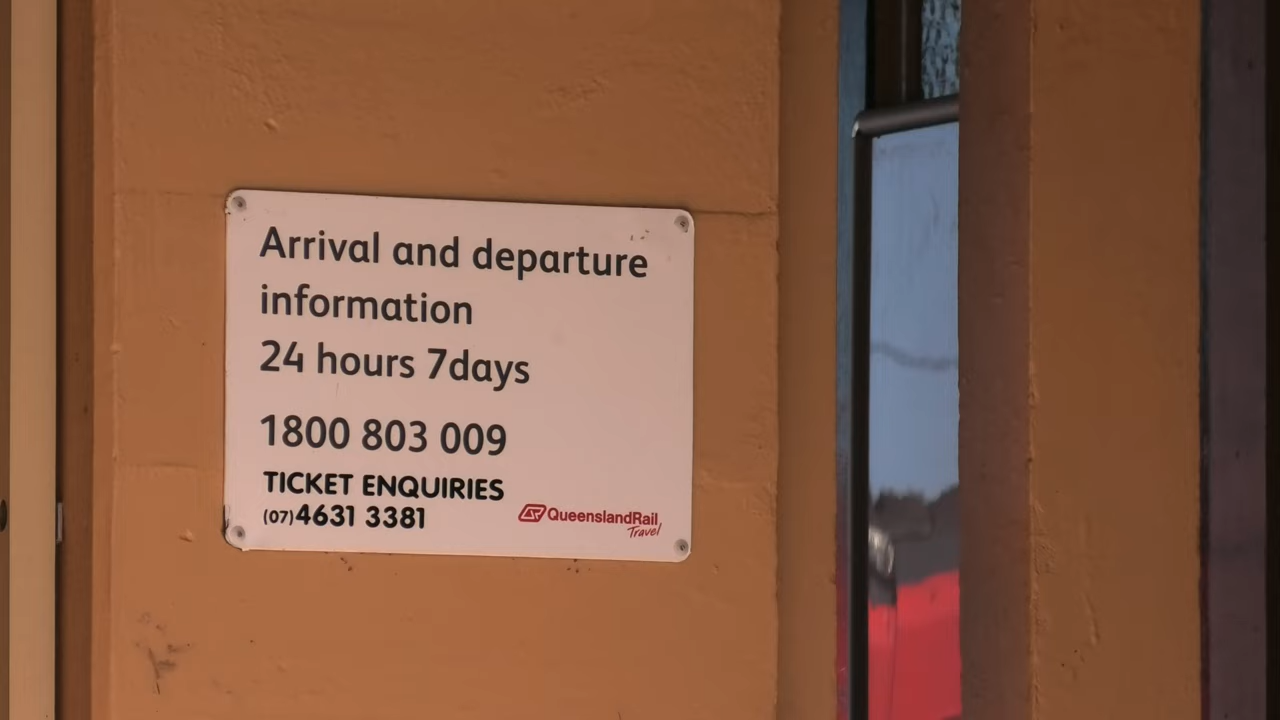 Arrival and departure
information
24 hours 7days
1800 803 009
TICKET ENQUIRIES
(07)4631 3381
QueenslandRail
Travel